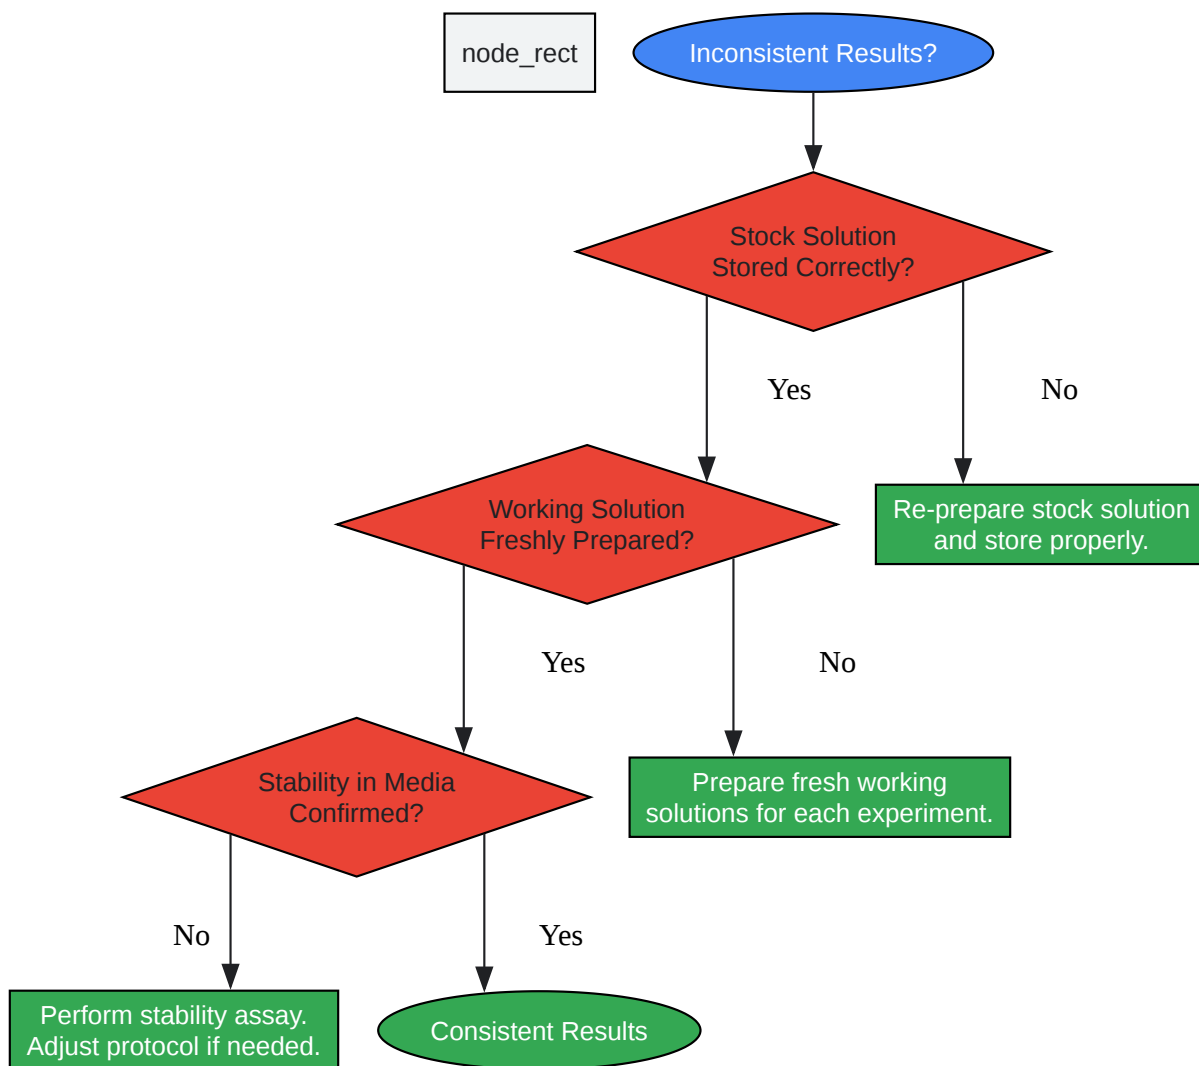 node_rect
Inconsistent Results?
Stock Solution
Stored Correctly?
Yes
No
Working Solution
Freshly Prepared?
Re-prepare stock solution
and store properly.
Yes
No
Stability in Media
Confirmed?
Prepare fresh working
solutions for each experiment.
No
Yes
Perform stability assay.
Adjust protocol if needed.
Consistent Results